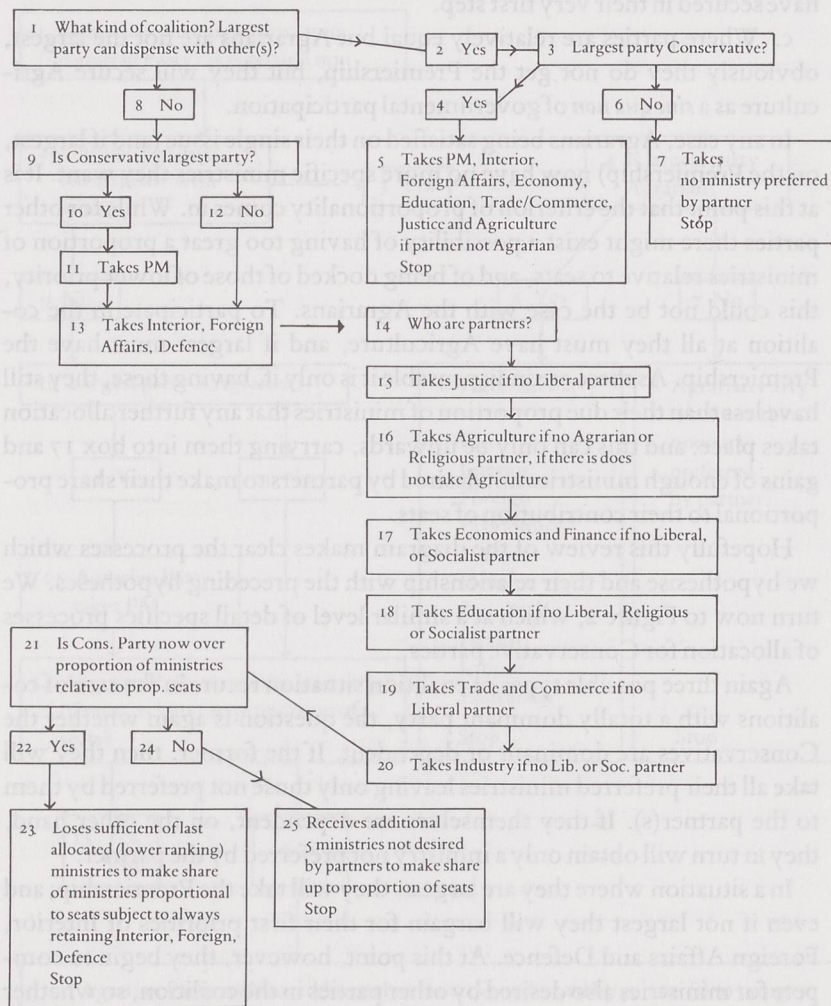 1 What kind of coalition? Largest
party can dispense with other(s)?
2 Yes
3 Largest party Conservative?
8 No
4 Yes
6 No
9 Is Conservative largest party?
10 Yes
12 No
11 Takes PM
13 Takes Interior, Foreign
Affairs, Defence
5 Takes PM, Interior,
Foreign Affairs, Economy,
Education, Trade/Commerce,
Justice and Agriculture
if partner not Agrarian
Stop
7 Takes
no ministry preferred
by partner
Stop
14 Who are partners?
15 Takes Justice if no Liberal partner
16 Takes Agriculture if no Agrarian or
Religious partner, if there is does
not take Agriculture
17 Takes Economics and Finance if no Liberal,
or Socialist partner
18 Takes Education if no Liberal, Religious
or Socialist partner
19 Takes Trade and Commerce if no
Liberal partner
20 Takes Industry if no Lib. or Soc. partner
21 Is Cons. Party now over
proportion of ministries
relative to prop. seats
22 Yes
24 No
23 Loses sufficient of last
allocated (lower ranking)
ministries to make share
of ministries proportional
to seats subject to always
retaining Interior, Foreign,
Defence
Stop
25 Receives additional
5 ministries not desired
by partners to make share
up to proportion of seats
Stop